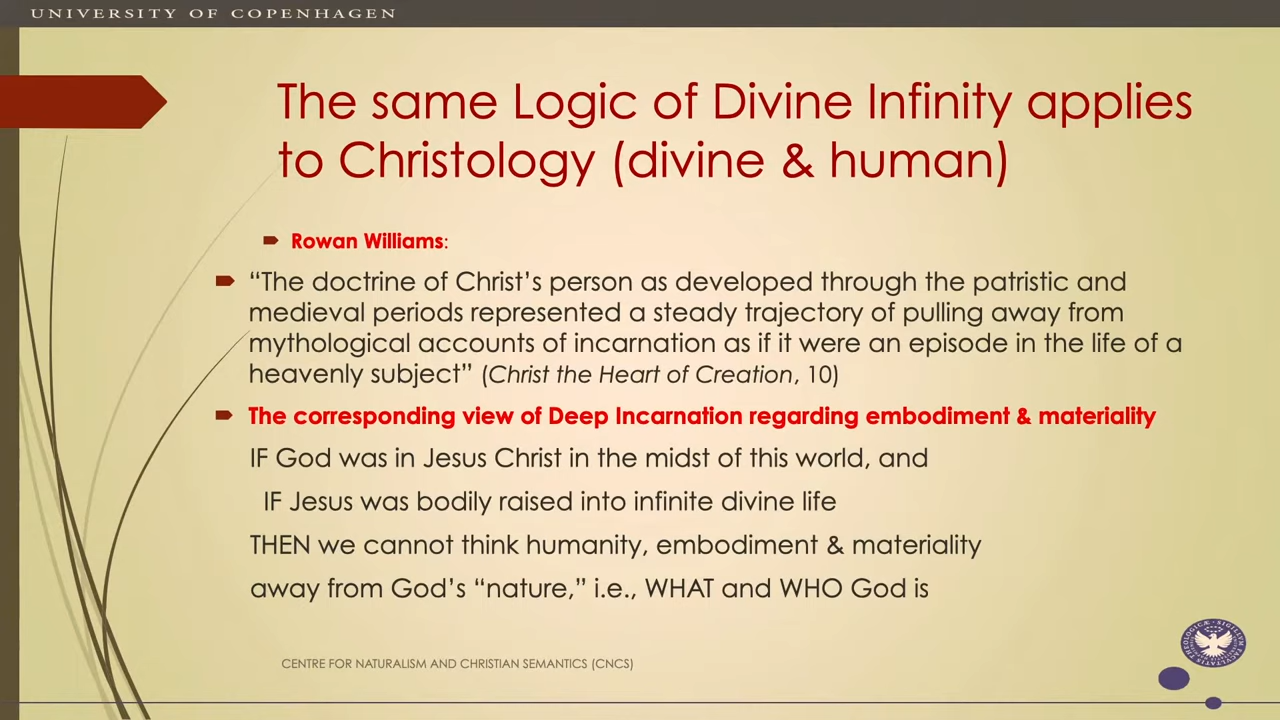 UNIVERSITY OF COPENHAGEN
The same Logic of Divine Infinity applies
to Christology (divine & human)
Rowan Williams:
“The doctrine of Christ’s person as developed through the patristic and
medieval periods represented a steady trajectory of pulling away from
mythological accounts of incarnation as if it were an episode in the life of a
heavenly subject” (Christ the Heart of Creation, 10)
The corresponding view of Deep Incarnation regarding embodiment & materiality
IF God was in Jesus Christ in the midst of this world, and
IF Jesus was bodily raised into infinite divine life
THEN we cannot think humanity, embodiment & materiality
away from God’s “nature,” i.e., WHAT and WHO God is
CENTRE FOR NATURALISM AND CHRISTIAN SEMANTICS (CNCS)